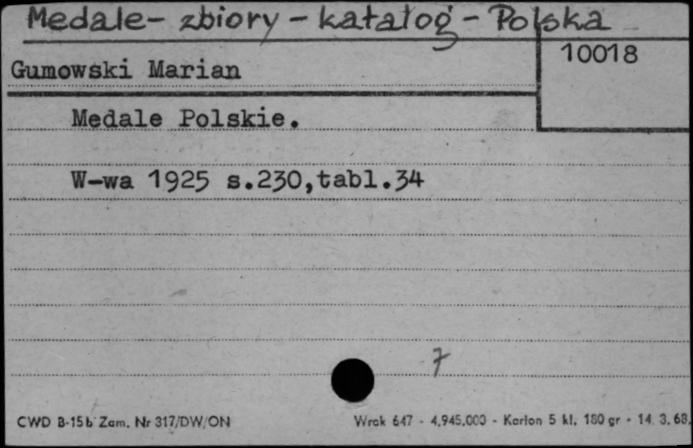 Medale - zbiory - katalog - Polska
10018
Gumowski Marian
Medale Polskie.
W-wa 1925 s.230,tabl.34
7
CWD B-15b Zam. Nr 317/DW/ON Wrok 647 - 4.945.000 - Karton 5 kl. 180 gr - 14. 3. 68.